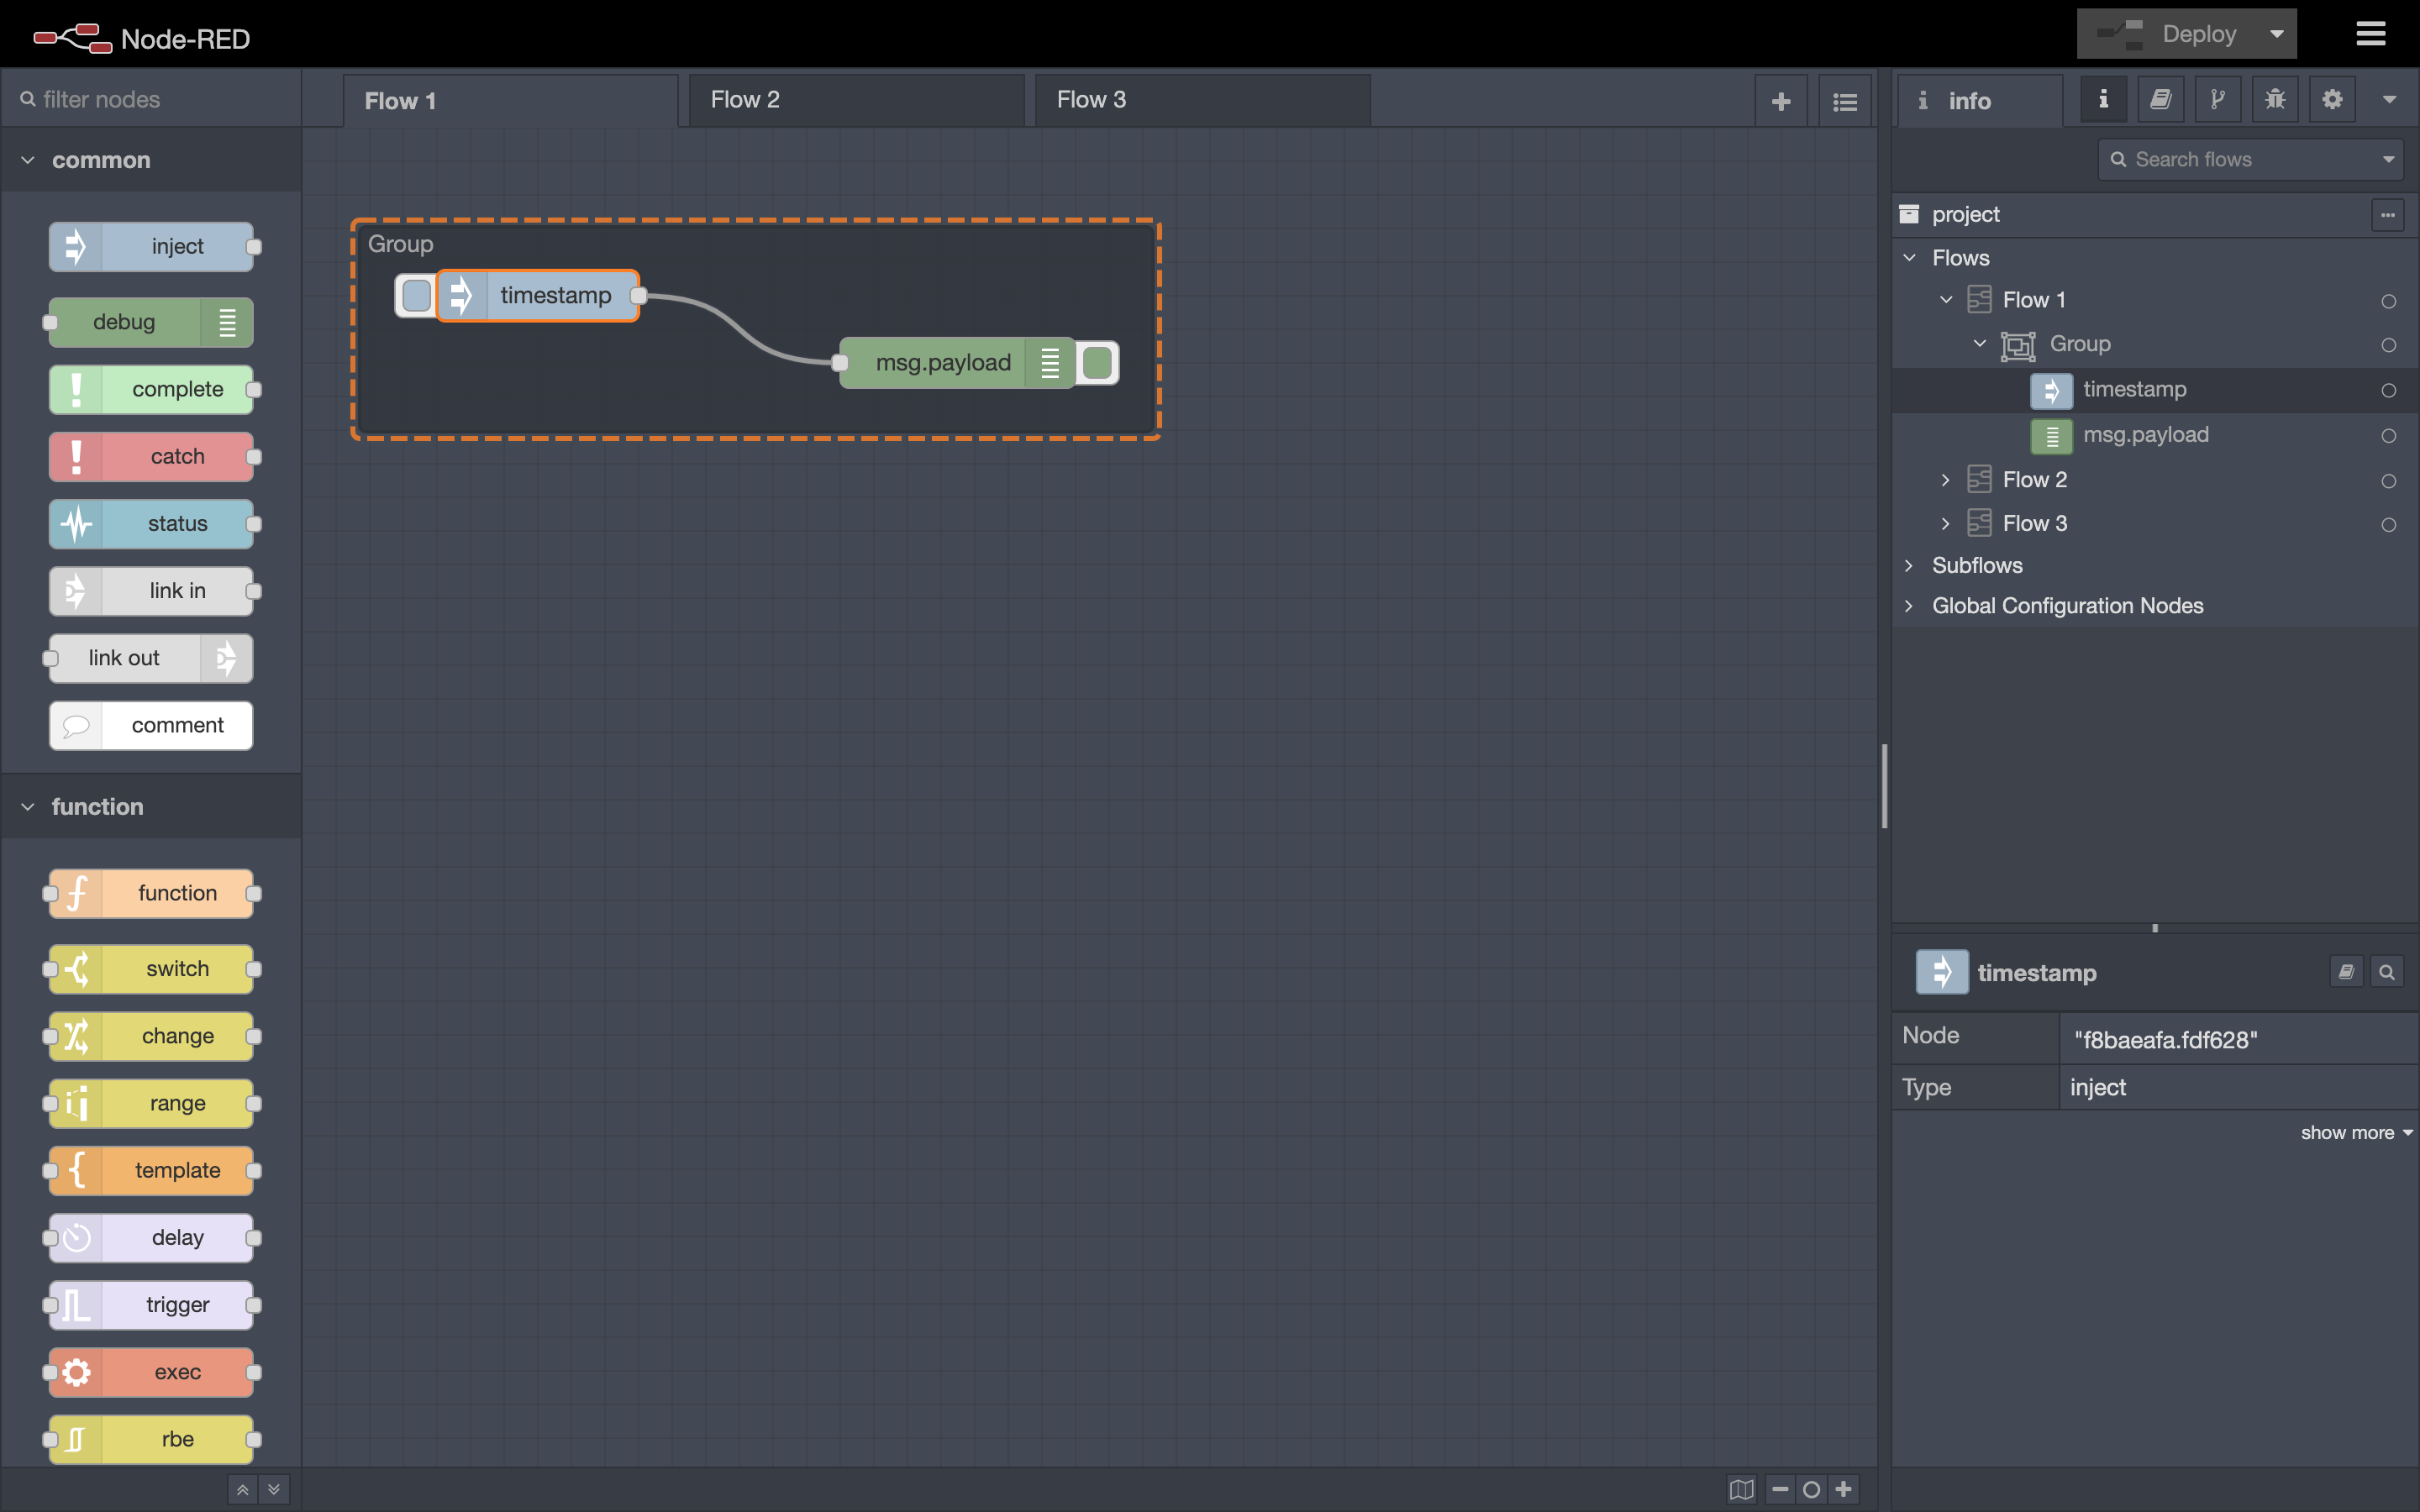 Node-RED
Deploy
filter nodes
common
inject
debug
complete
catch
status
link in
link out
comment
function
function
switch
change
range
template
delay
trigger
exec
rbe
Flow 1
Flow 2
Flow 3
Group
timestamp
msg.payload
info
Search flows
project
Flows
Flow 1
Group
timestamp
msg.payload
Flow 2
Flow 3
Subflows
Global Configuration Nodes
timestamp
Node "f8baeafa.fdf628"
Type inject
show more